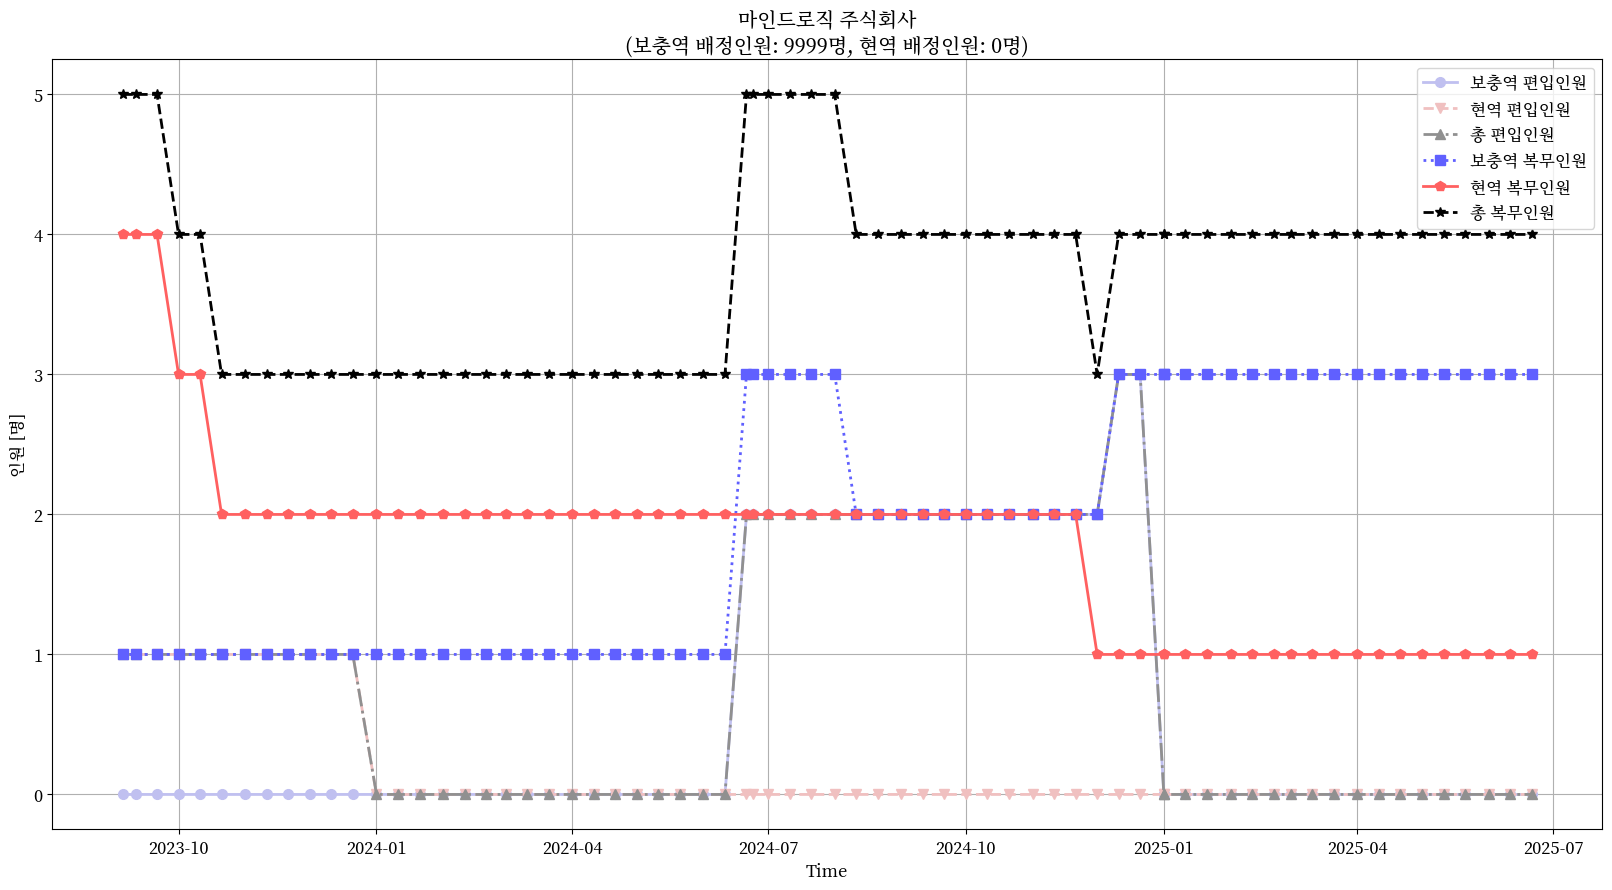 마인드로직 주식회사
(보충역 배정인원: 9999명, 현역 배정인원: 0명)
보충역 편입인원
현역 편입인원
총 편입인원
보충역 복무인원
현역 복무인원
총 복무인원
인원 [명]
5
4
3
2
1
0
2023-10
2024-01
2024-04
2024-07
2024-10
2025-01
2025-04
2025-07
Time